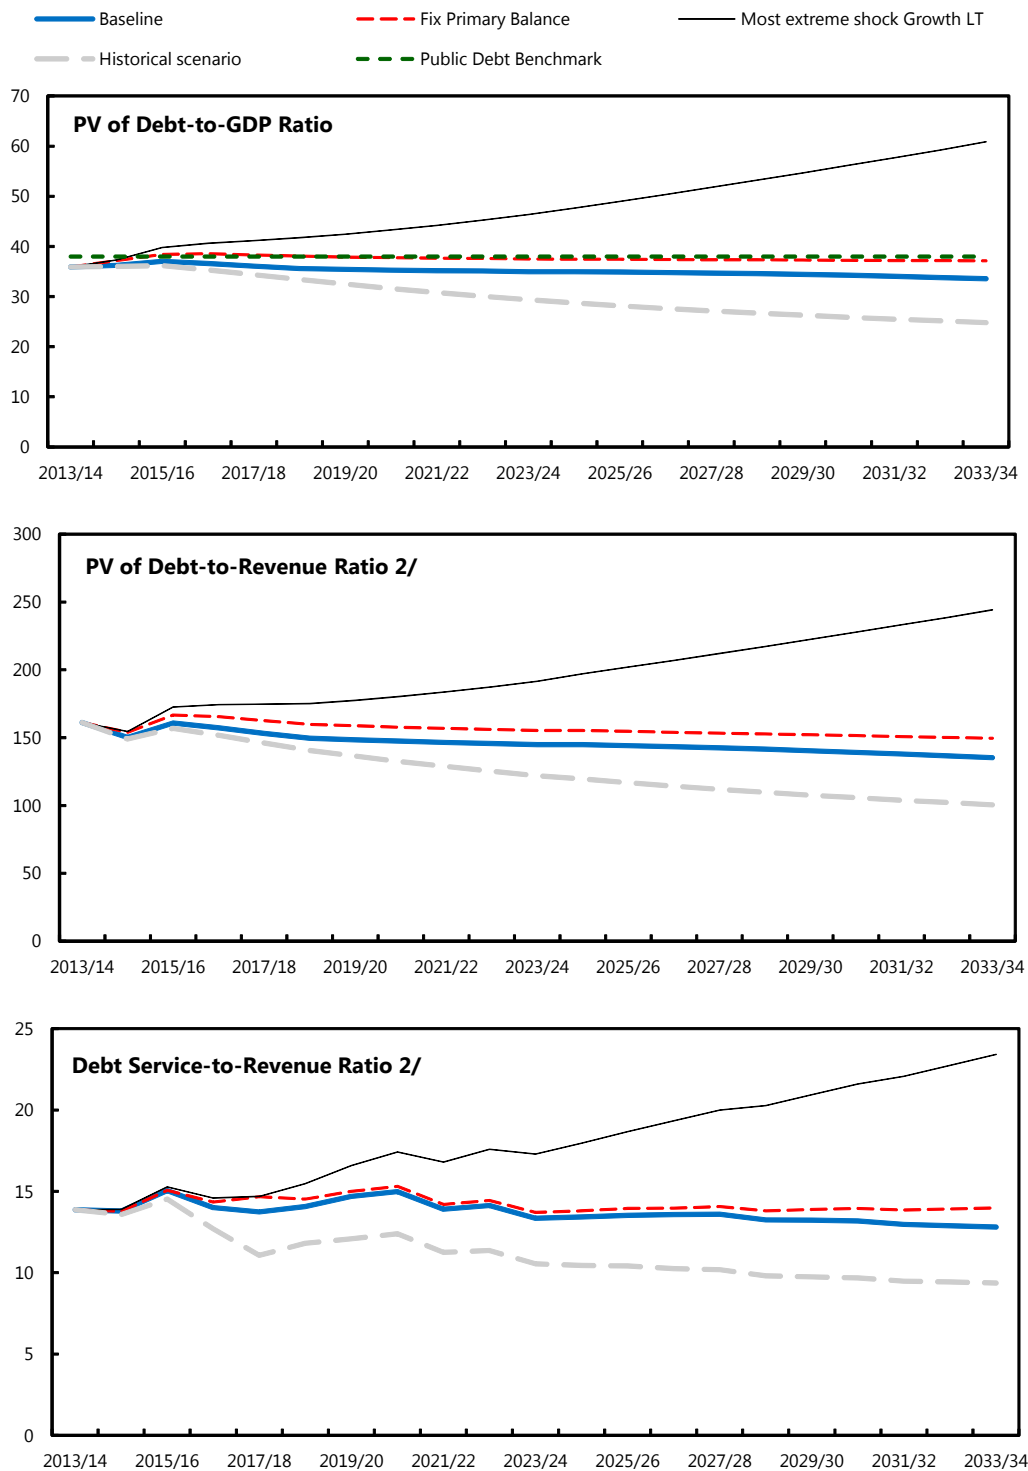 Baseline
Fix Primary Balance
Most extreme shock Growth LT
Historical scenario
Public Debt Benchmark
PV of Debt-to-GDP Ratio
70
60
50
40
30
20
10
0
2013/14 2015/16 2017/18 2019/20 2021/22 2023/24 2025/26 2027/28 2029/30 2031/32 2033/34
PV of Debt-to-Revenue Ratio 2/
300
250
200
150
100
50
0
2013/14 2015/16 2017/18 2019/20 2021/22 2023/24 2025/26 2027/28 2029/30 2031/32 2033/34
Debt Service-to-Revenue Ratio 2/
25
20
15
10
5
0
2013/14 2015/16 2017/18 2019/20 2021/22 2023/24 2025/26 2027/28 2029/30 2031/32 2033/34